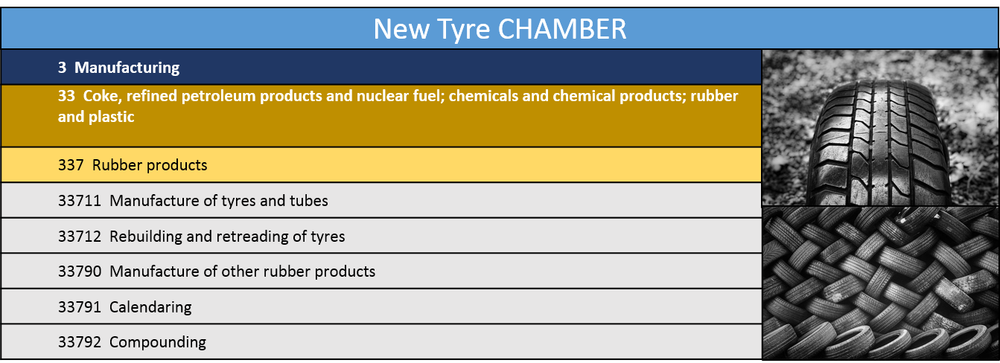 New Tyre CHAMBER
3  Manufacturing
33  Coke, refined petroleum products and nuclear fuel; chemicals and chemical products; rubber
and plastic
337  Rubber products
33711  Manufacture of tyres and tubes
33712  Rebuilding and retreading of tyres
33790  Manufacture of other rubber products
33791  Calendaring
33792  Compounding